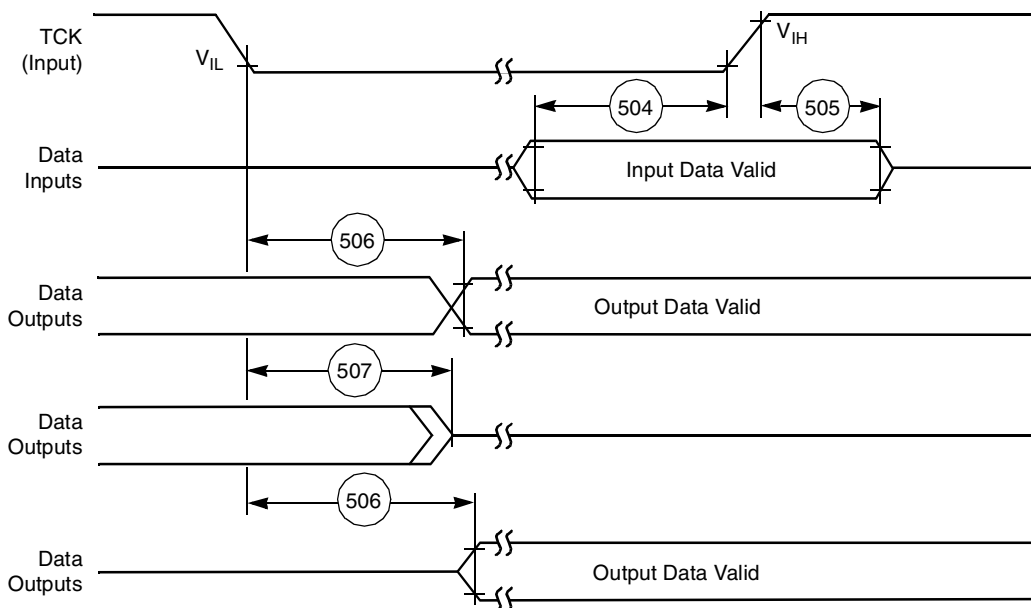 TCK
(Input)
V_IL
V_IH
504
505
Data
Inputs
Input Data Valid
506
Data
Outputs
Output Data Valid
507
Data
Outputs
506
Data
Outputs
Output Data Valid